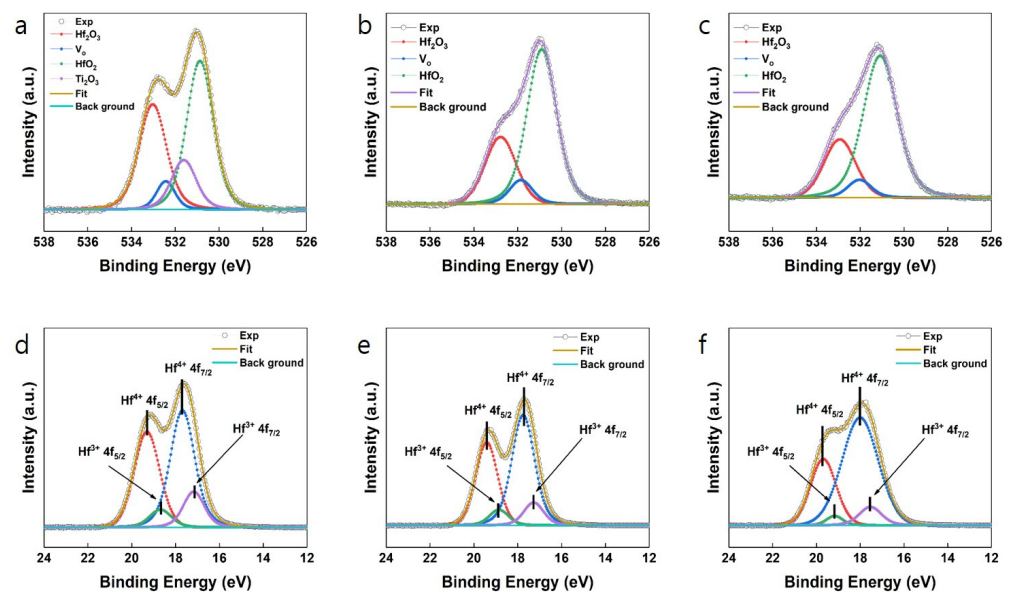 a
Exp
Hf₂O₃
Vₒ
HfO₂
Ti₂O₃
Fit
Back ground
Intensity (a.u.)
538 536 534 532 530 528 526
Binding Energy (eV)
b
Exp
Hf₂O₃
Vₒ
HfO₂
Fit
Back ground
Intensity (a.u.)
538 536 534 532 530 528 526
Binding Energy (eV)
c
Exp
Hf₂O₃
Vₒ
HfO₂
Fit
Back ground
Intensity (a.u.)
538 536 534 532 530 528 526
Binding Energy (eV)
d
Exp
Fit
Back ground
Hf⁴⁺ 4f₇/₂
Hf⁴⁺ 4f₅/₂
Hf³⁺ 4f₇/₂
Hf³⁺ 4f₅/₂
Intensity (a.u.)
24 22 20 18 16 14 12
Binding Energy (eV)
e
Exp
Fit
Back ground
Hf⁴⁺ 4f₇/₂
Hf⁴⁺ 4f₅/₂
Hf³⁺ 4f₇/₂
Hf³⁺ 4f₅/₂
Intensity (a.u.)
24 22 20 18 16 14 12
Binding Energy (eV)
f
Exp
Fit
Back ground
Hf⁴⁺ 4f₇/₂
Hf⁴⁺ 4f₅/₂
Hf³⁺ 4f₇/₂
Hf³⁺ 4f₅/₂
Intensity (a.u.)
24 22 20 18 16 14 12
Binding Energy (eV)